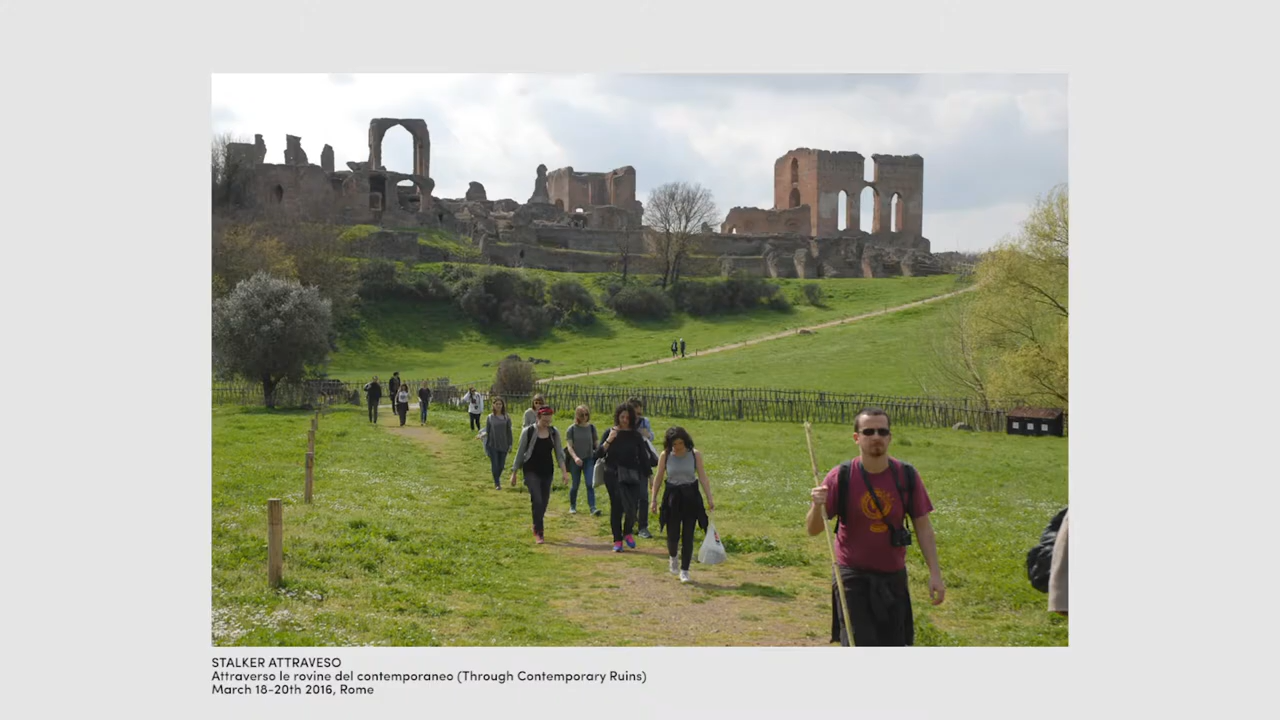 STALKER ATTRAVESO
Attraverso le rovine del contemporaneo (Through Contemporary Ruins)
March 18-20th 2016, Rome